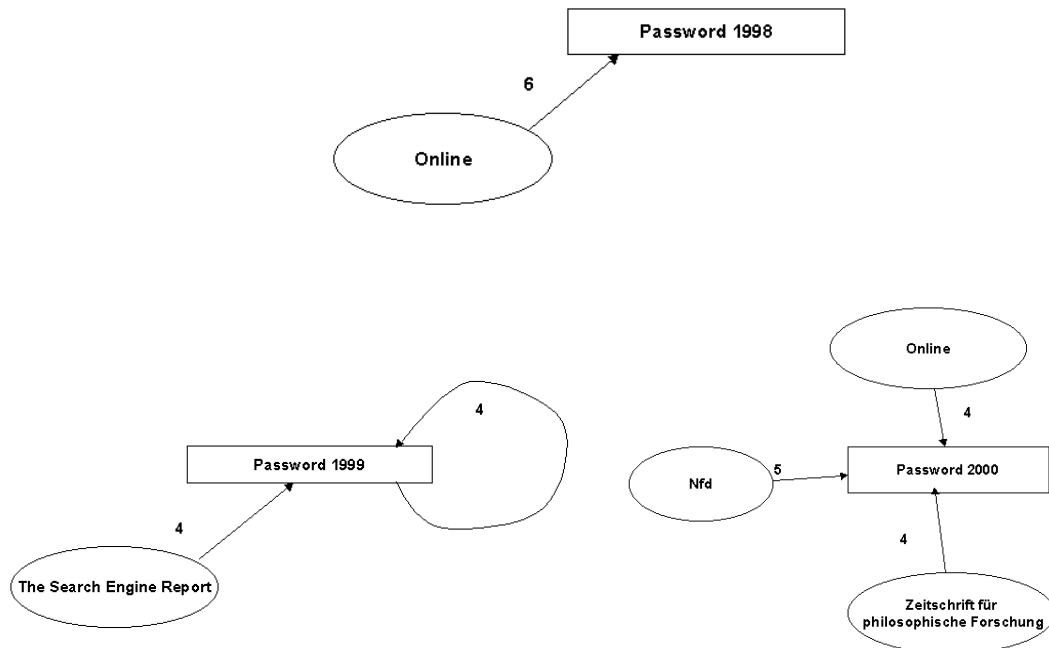 Password 1998
6
Online
Online
4
4
Password 1999
Nfd
5
Password 2000
4
4
The Search Engine Report
Zeitschrift für
philosophische Forschung